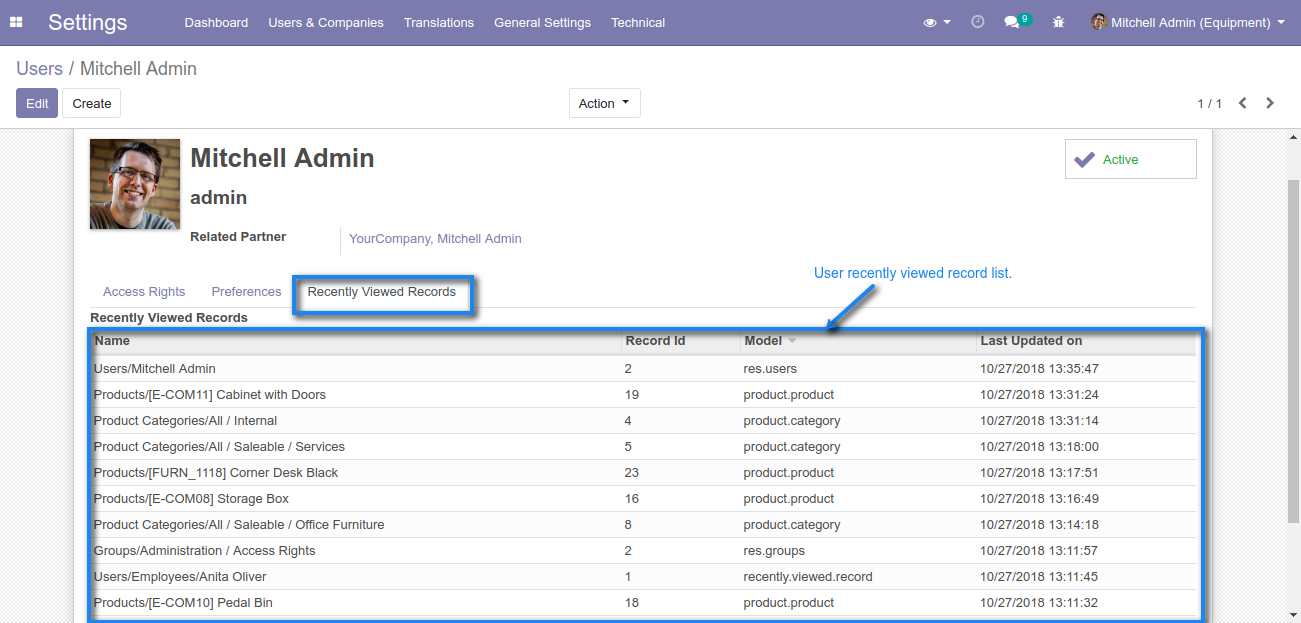 Settings Dashboard Users & Companies Translations General Settings Technical 9 Mitchell Admin (Equipment)
Users / Mitchell Admin
Edit Create Action 1 / 1
Mitchell Admin
Active
admin
Related Partner YourCompany, Mitchell Admin
User recently viewed record list.
Access Rights Preferences Recently Viewed Records
Recently Viewed Records
Name Record Id Model Last Updated on
Users/Mitchell Admin 2 res.users 10/27/2018 13:35:47
Products/[E-COM11] Cabinet with Doors 19 product.product 10/27/2018 13:31:24
Product Categories/All / Internal 4 product.category 10/27/2018 13:31:14
Product Categories/All / Saleable / Services 5 product.category 10/27/2018 13:18:00
Products/[FURN_1118] Corner Desk Black 23 product.product 10/27/2018 13:17:51
Products/[E-COM08] Storage Box 16 product.product 10/27/2018 13:16:49
Product Categories/All / Saleable / Office Furniture 8 product.category 10/27/2018 13:14:18
Groups/Administration / Access Rights 2 res.groups 10/27/2018 13:11:57
Users/Employees/Anita Oliver 1 recently.viewed.record 10/27/2018 13:11:45
Products/[E-COM10] Pedal Bin 18 product.product 10/27/2018 13:11:32